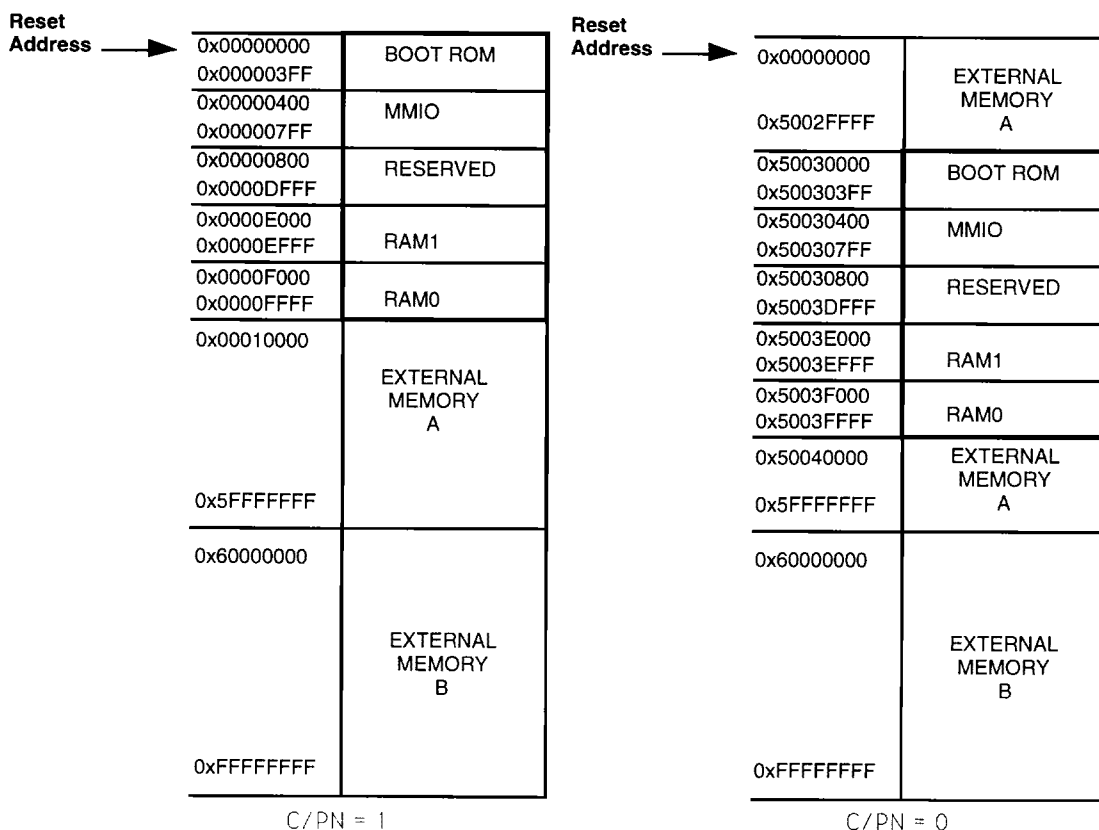 Reset
Address
0x00000000
0x000003FF
BOOT ROM
0x00000400
0x000007FF
MMIO
0x00000800
0x0000DFFF
RESERVED
0x0000E000
0x0000EFFF
RAM1
0x0000F000
0x0000FFFF
RAM0
0x00010000
EXTERNAL
MEMORY
A
0x5FFFFFFF
0x60000000
EXTERNAL
MEMORY
B
0xFFFFFFFF
C/PN = 1
Reset
Address
0x00000000
EXTERNAL
MEMORY
A
0x5002FFFF
0x50030000
0x500303FF
BOOT ROM
0x50030400
0x500307FF
MMIO
0x50030800
0x5003DFFF
RESERVED
0x5003E000
0x5003EFFF
RAM1
0x5003F000
0x5003FFFF
RAM0
0x50040000
EXTERNAL
MEMORY
A
0x5FFFFFFF
0x60000000
EXTERNAL
MEMORY
B
0xFFFFFFFF
C/PN = 0